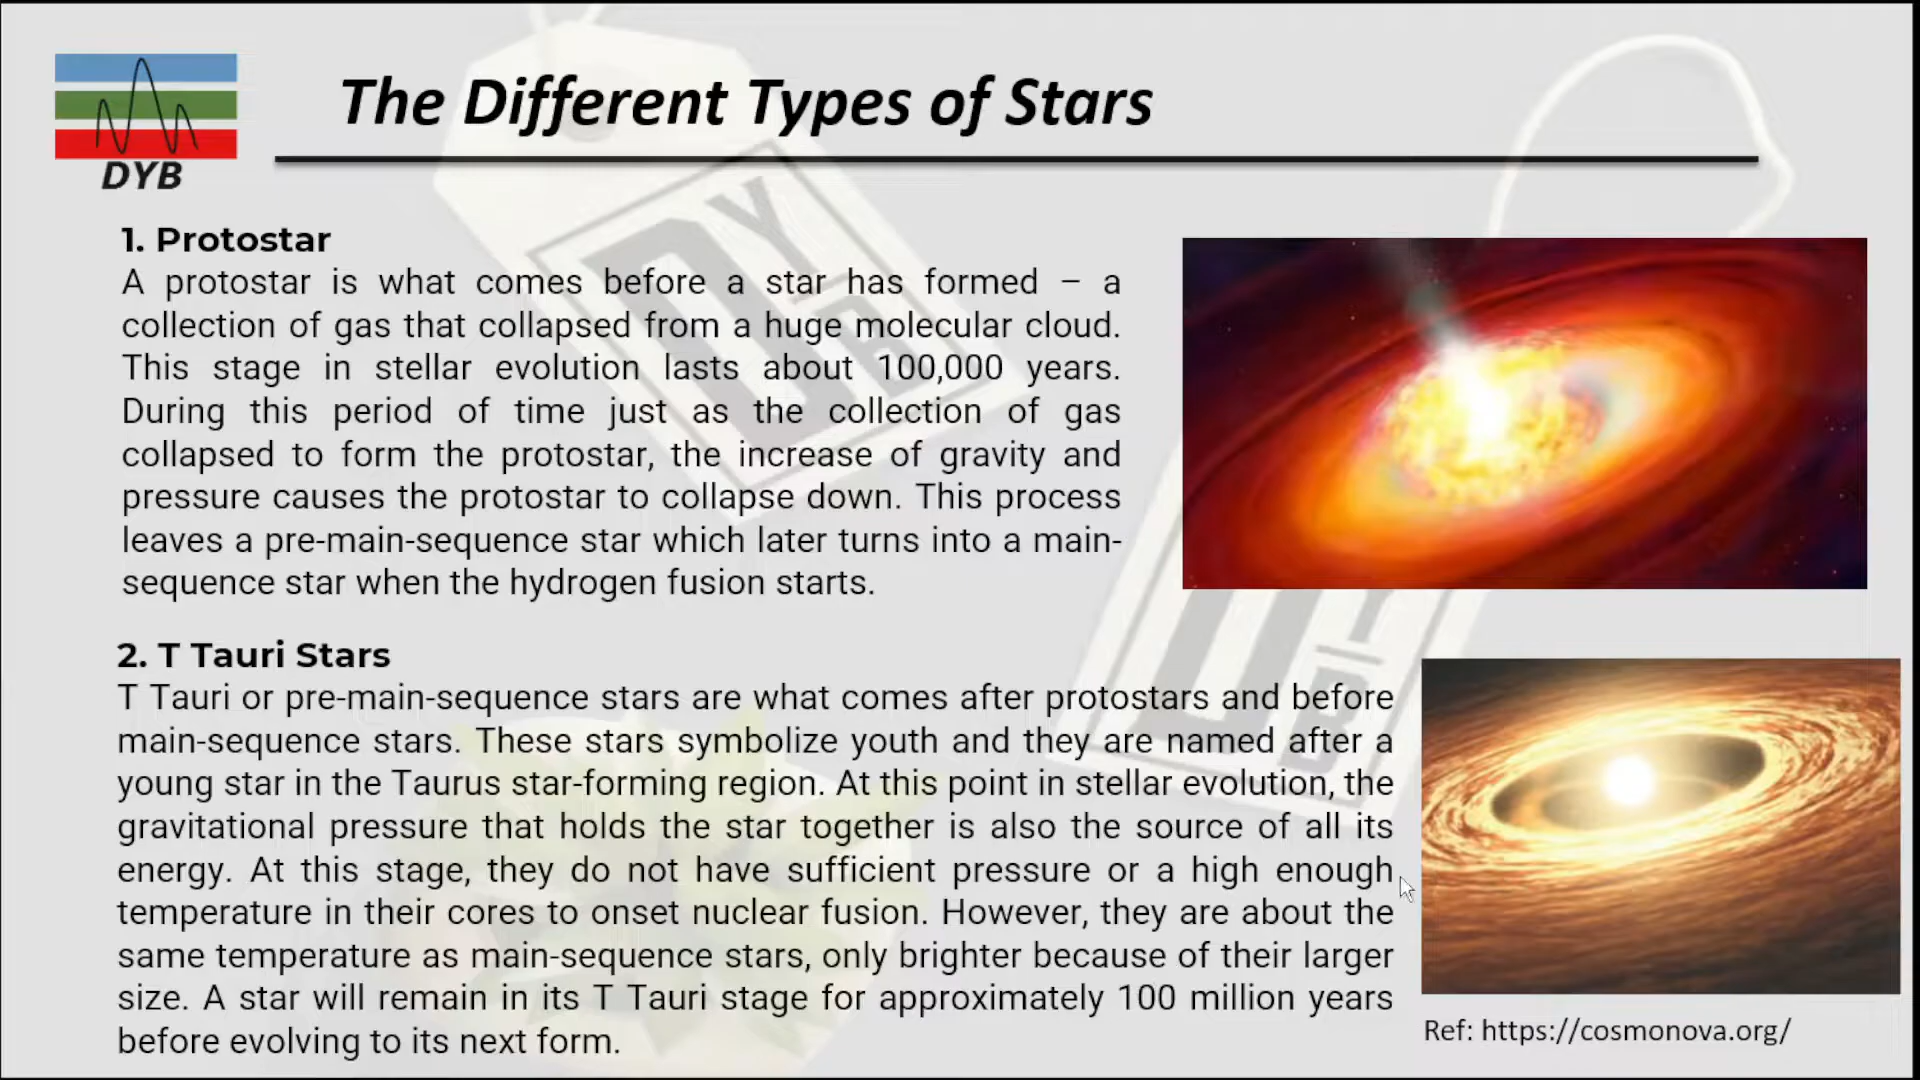 The Different Types of Stars
DYB
1. Protostar
A protostar is what comes before a star has formed – a
collection of gas that collapsed from a huge molecular cloud.
This stage in stellar evolution lasts about 100,000 years.
During this period of time just as the collection of gas
collapsed to form the protostar, the increase of gravity and
pressure causes the protostar to collapse down. This process
leaves a pre-main-sequence star which later turns into a main-
sequence star when the hydrogen fusion starts.
2. T Tauri Stars
T Tauri or pre-main-sequence stars are what comes after protostars and before
main-sequence stars. These stars symbolize youth and they are named after a
young star in the Taurus star-forming region. At this point in stellar evolution, the
gravitational pressure that holds the star together is also the source of all its
energy. At this stage, they do not have sufficient pressure or a high enough
temperature in their cores to onset nuclear fusion. However, they are about the
same temperature as main-sequence stars, only brighter because of their larger
size. A star will remain in its T Tauri stage for approximately 100 million years
before evolving to its next form.
Ref: https://cosmonova.org/
DYB
DYB